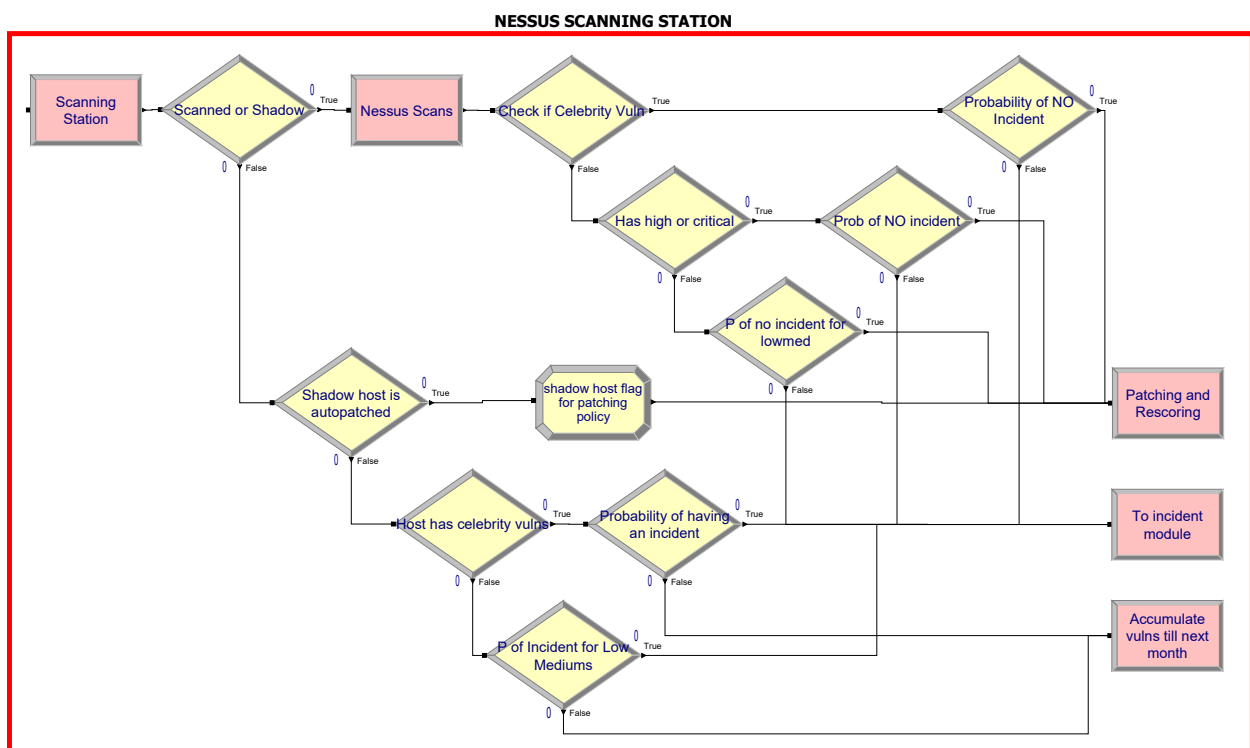 NESSUS SCANNING STATION
Scanning
Station
Scanned or Shadow
0
True
0
False
Nessus Scans
Check if Celebrity Vuln
0
True
0
False
Probability of NO
Incident
0
True
0
False
Has high or critical
0
True
0
False
Prob of NO incident
0
True
0
False
P of no incident for
lowmed
0
True
0
False
Shadow host is
autopatched
0
True
0
False
shadow host flag
for patching
policy
Patching and
Rescoring
Host has celebrity vulns
0
True
0
False
Probability of having
an incident
0
True
0
False
To incident
module
P of Incident for Low
Mediums
0
True
0
False
Accumulate
vulns till next
month